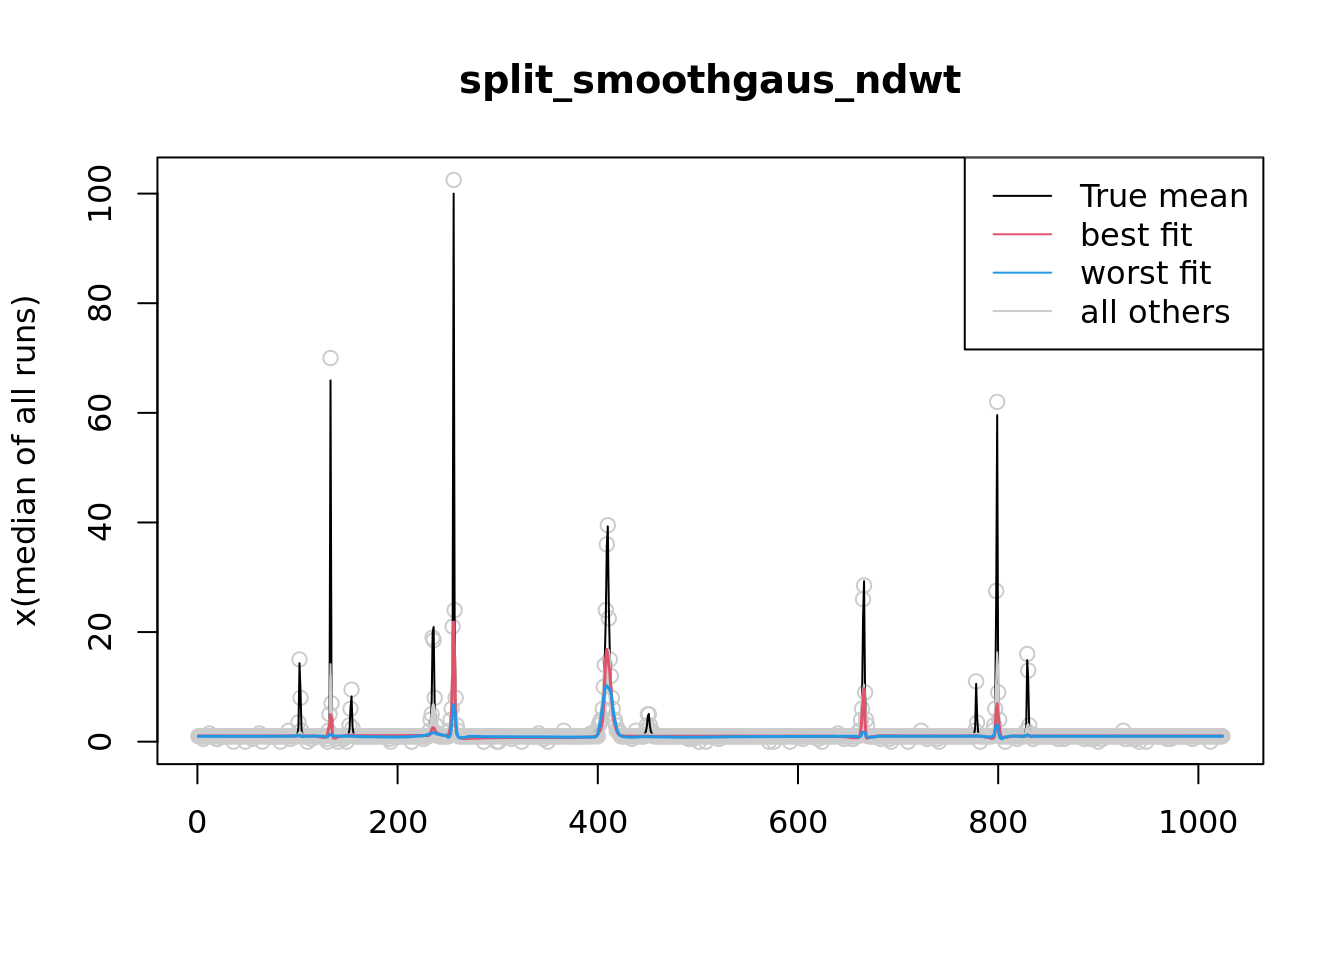 split_smoothgaus_ndwt
x(median of all runs)
100
80
60
40
20
0
True mean
best fit
worst fit
all others
0 200 400 600 800 1000